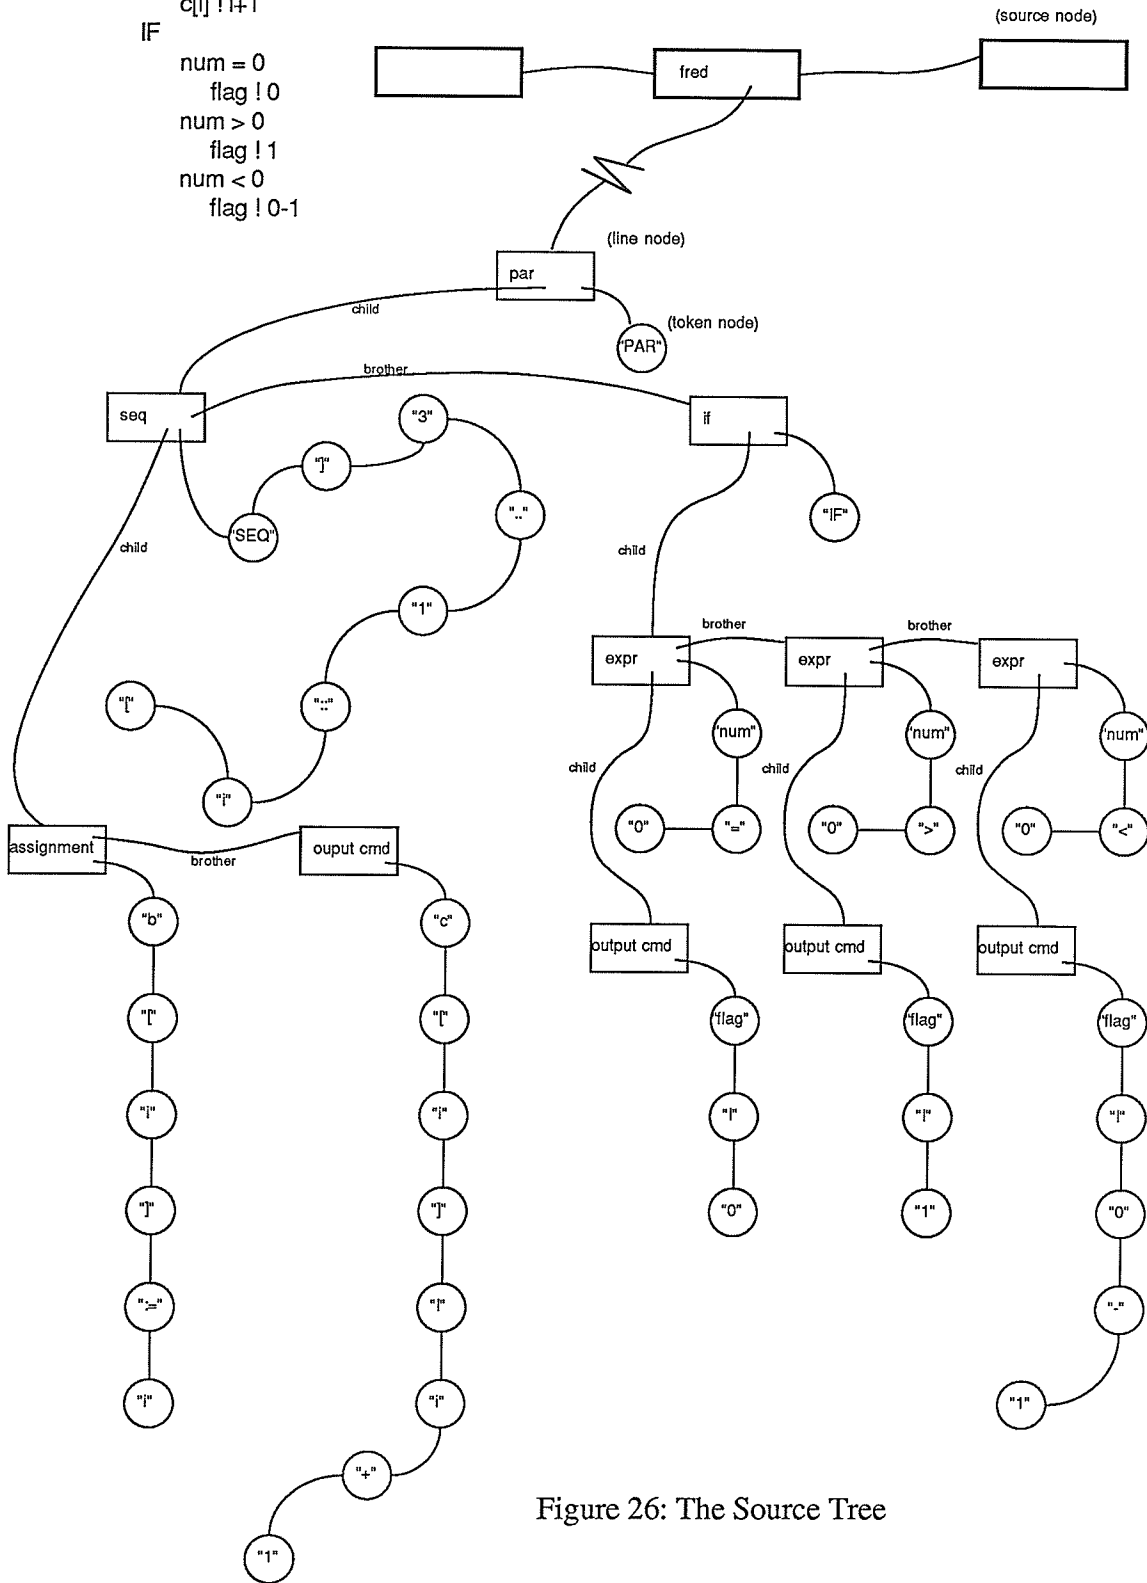 c[i] ! i+1
IF
num = 0
flag ! 0
num > 0
flag ! 1
num < 0
flag ! 0-1
(source node)
fred
(line node)
par
child
(token node)
"PAR"
brother
seq
"3"
if
"]"
".."
"IF"
"SEQ"
child
child
"1"
brother
brother
expr
expr
expr
"["
"::"
"num"
"num"
"num"
child
child
child
"i"
"0"
"="
"0"
">"
"0"
"<"
assignment
brother
ouput cmd
"b"
"c"
output cmd
output cmd
output cmd
"["
"["
"flag"
"flag"
"flag"
"i"
"i"
"!"
"!"
"!"
"]"
"]"
"0"
"1"
"0"
":="
"!"
"-"
"i"
"i"
"1"
"+"
"1"
Figure 26: The Source Tree